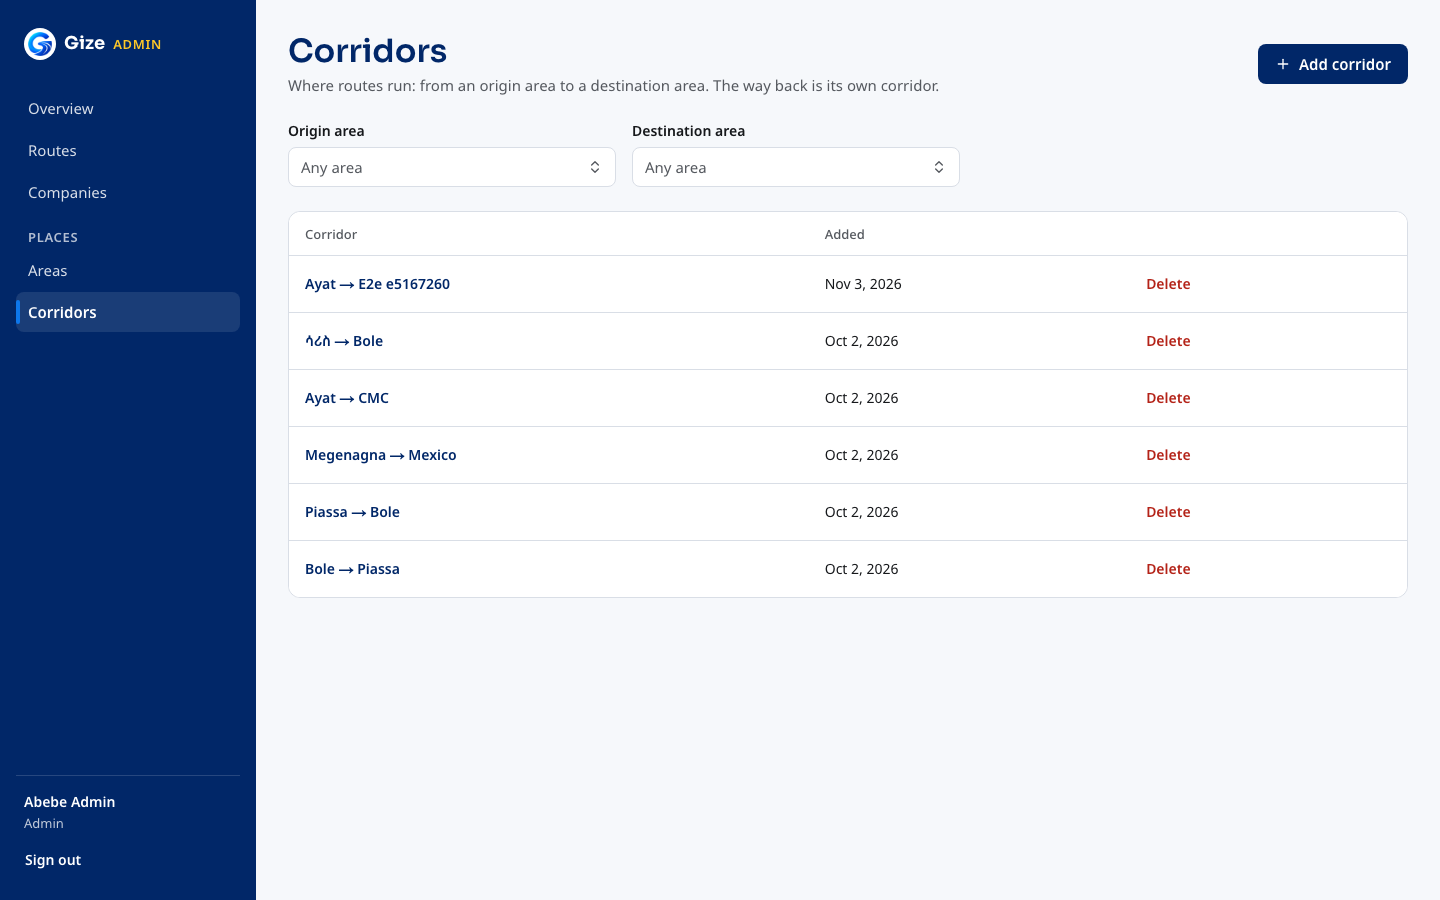 Gize ADMIN
Overview
Routes
Companies
PLACES
Areas
Corridors
Abebe Admin
Admin
Sign out
Corridors
Where routes run: from an origin area to a destination area. The way back is its own corridor.
+ Add corridor
Origin area
Destination area
Any area
Any area
Corridor Added
Ayat → E2e e5167260 Nov 3, 2026 Delete
ሳሪስ → Bole Oct 2, 2026 Delete
Ayat → CMC Oct 2, 2026 Delete
Megenagna → Mexico Oct 2, 2026 Delete
Piassa → Bole Oct 2, 2026 Delete
Bole → Piassa Oct 2, 2026 Delete